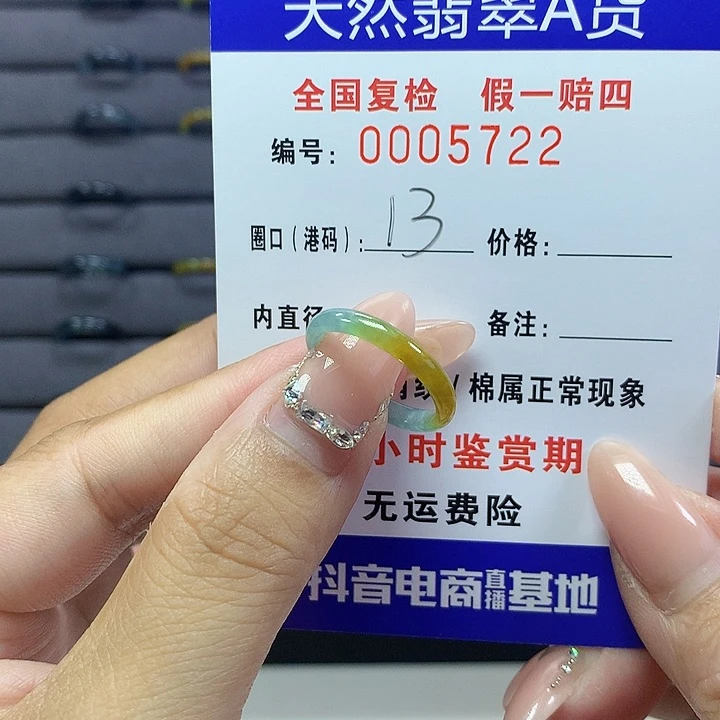 天然翡翠A货
全国复检 假一赔四
编号: 0005722
圈口(港码): 13 价格:
内直径 备注:
纹/棉属正常现象
小时鉴赏期
无运费险
抖音电商直播基地